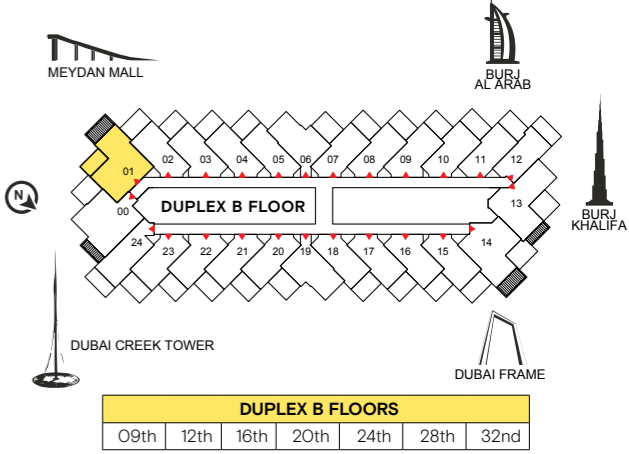 MEYDAN MALL
BURJ
AL ARAB
BURJ
KHALIFA
N
01 02 03 04 05 06 07 08 09 10 11 12
00 13
DUPLEX B FLOOR
24 23 22 21 20 19 18 17 16 15 14
DUBAI CREEK TOWER
DUBAI FRAME
DUPLEX B FLOORS
09th 12th 16th 20th 24th 28th 32nd